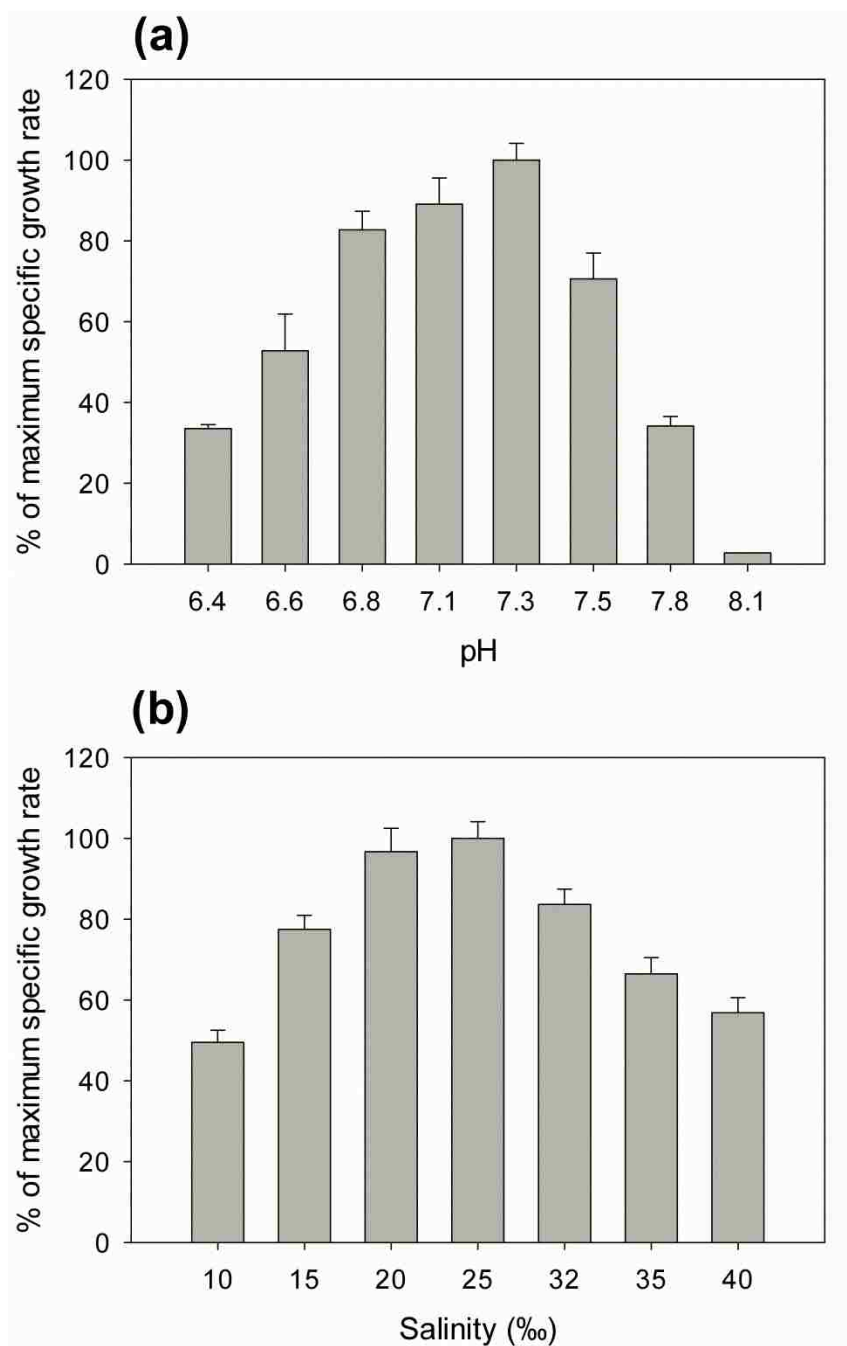 (a)
% of maximum specific growth rate
120
100
80
60
40
20
0
6.4 6.6 6.8 7.1 7.3 7.5 7.8 8.1
pH
(b)
% of maximum specific growth rate
120
100
80
60
40
20
0
10 15 20 25 32 35 40
Salinity (‰)